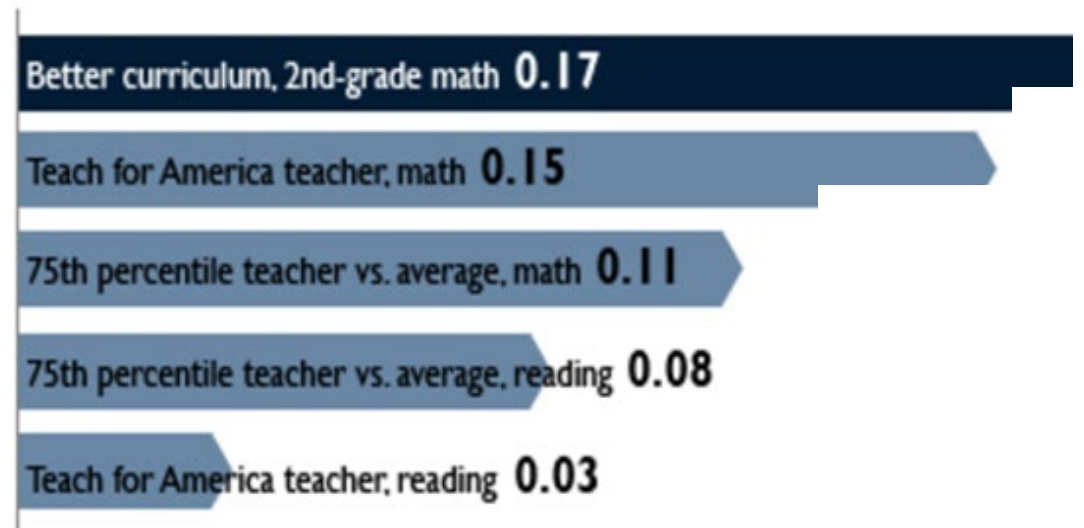 Better curriculum, 2nd-grade math 0.17
Teach for America teacher, math 0.15
75th percentile teacher vs. average, math 0.11
75th percentile teacher vs. average, reading 0.08
Teach for America teacher, reading 0.03